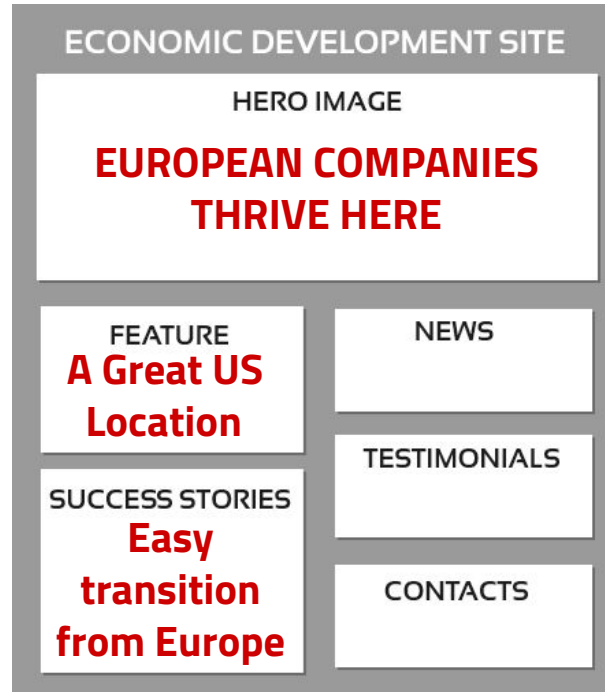 ECONOMIC DEVELOPMENT SITE
HERO IMAGE
EUROPEAN COMPANIES
THRIVE HERE
FEATURE
A Great US
Location
SUCCESS STORIES
Easy
transition
from Europe
NEWS
TESTIMONIALS
CONTACTS